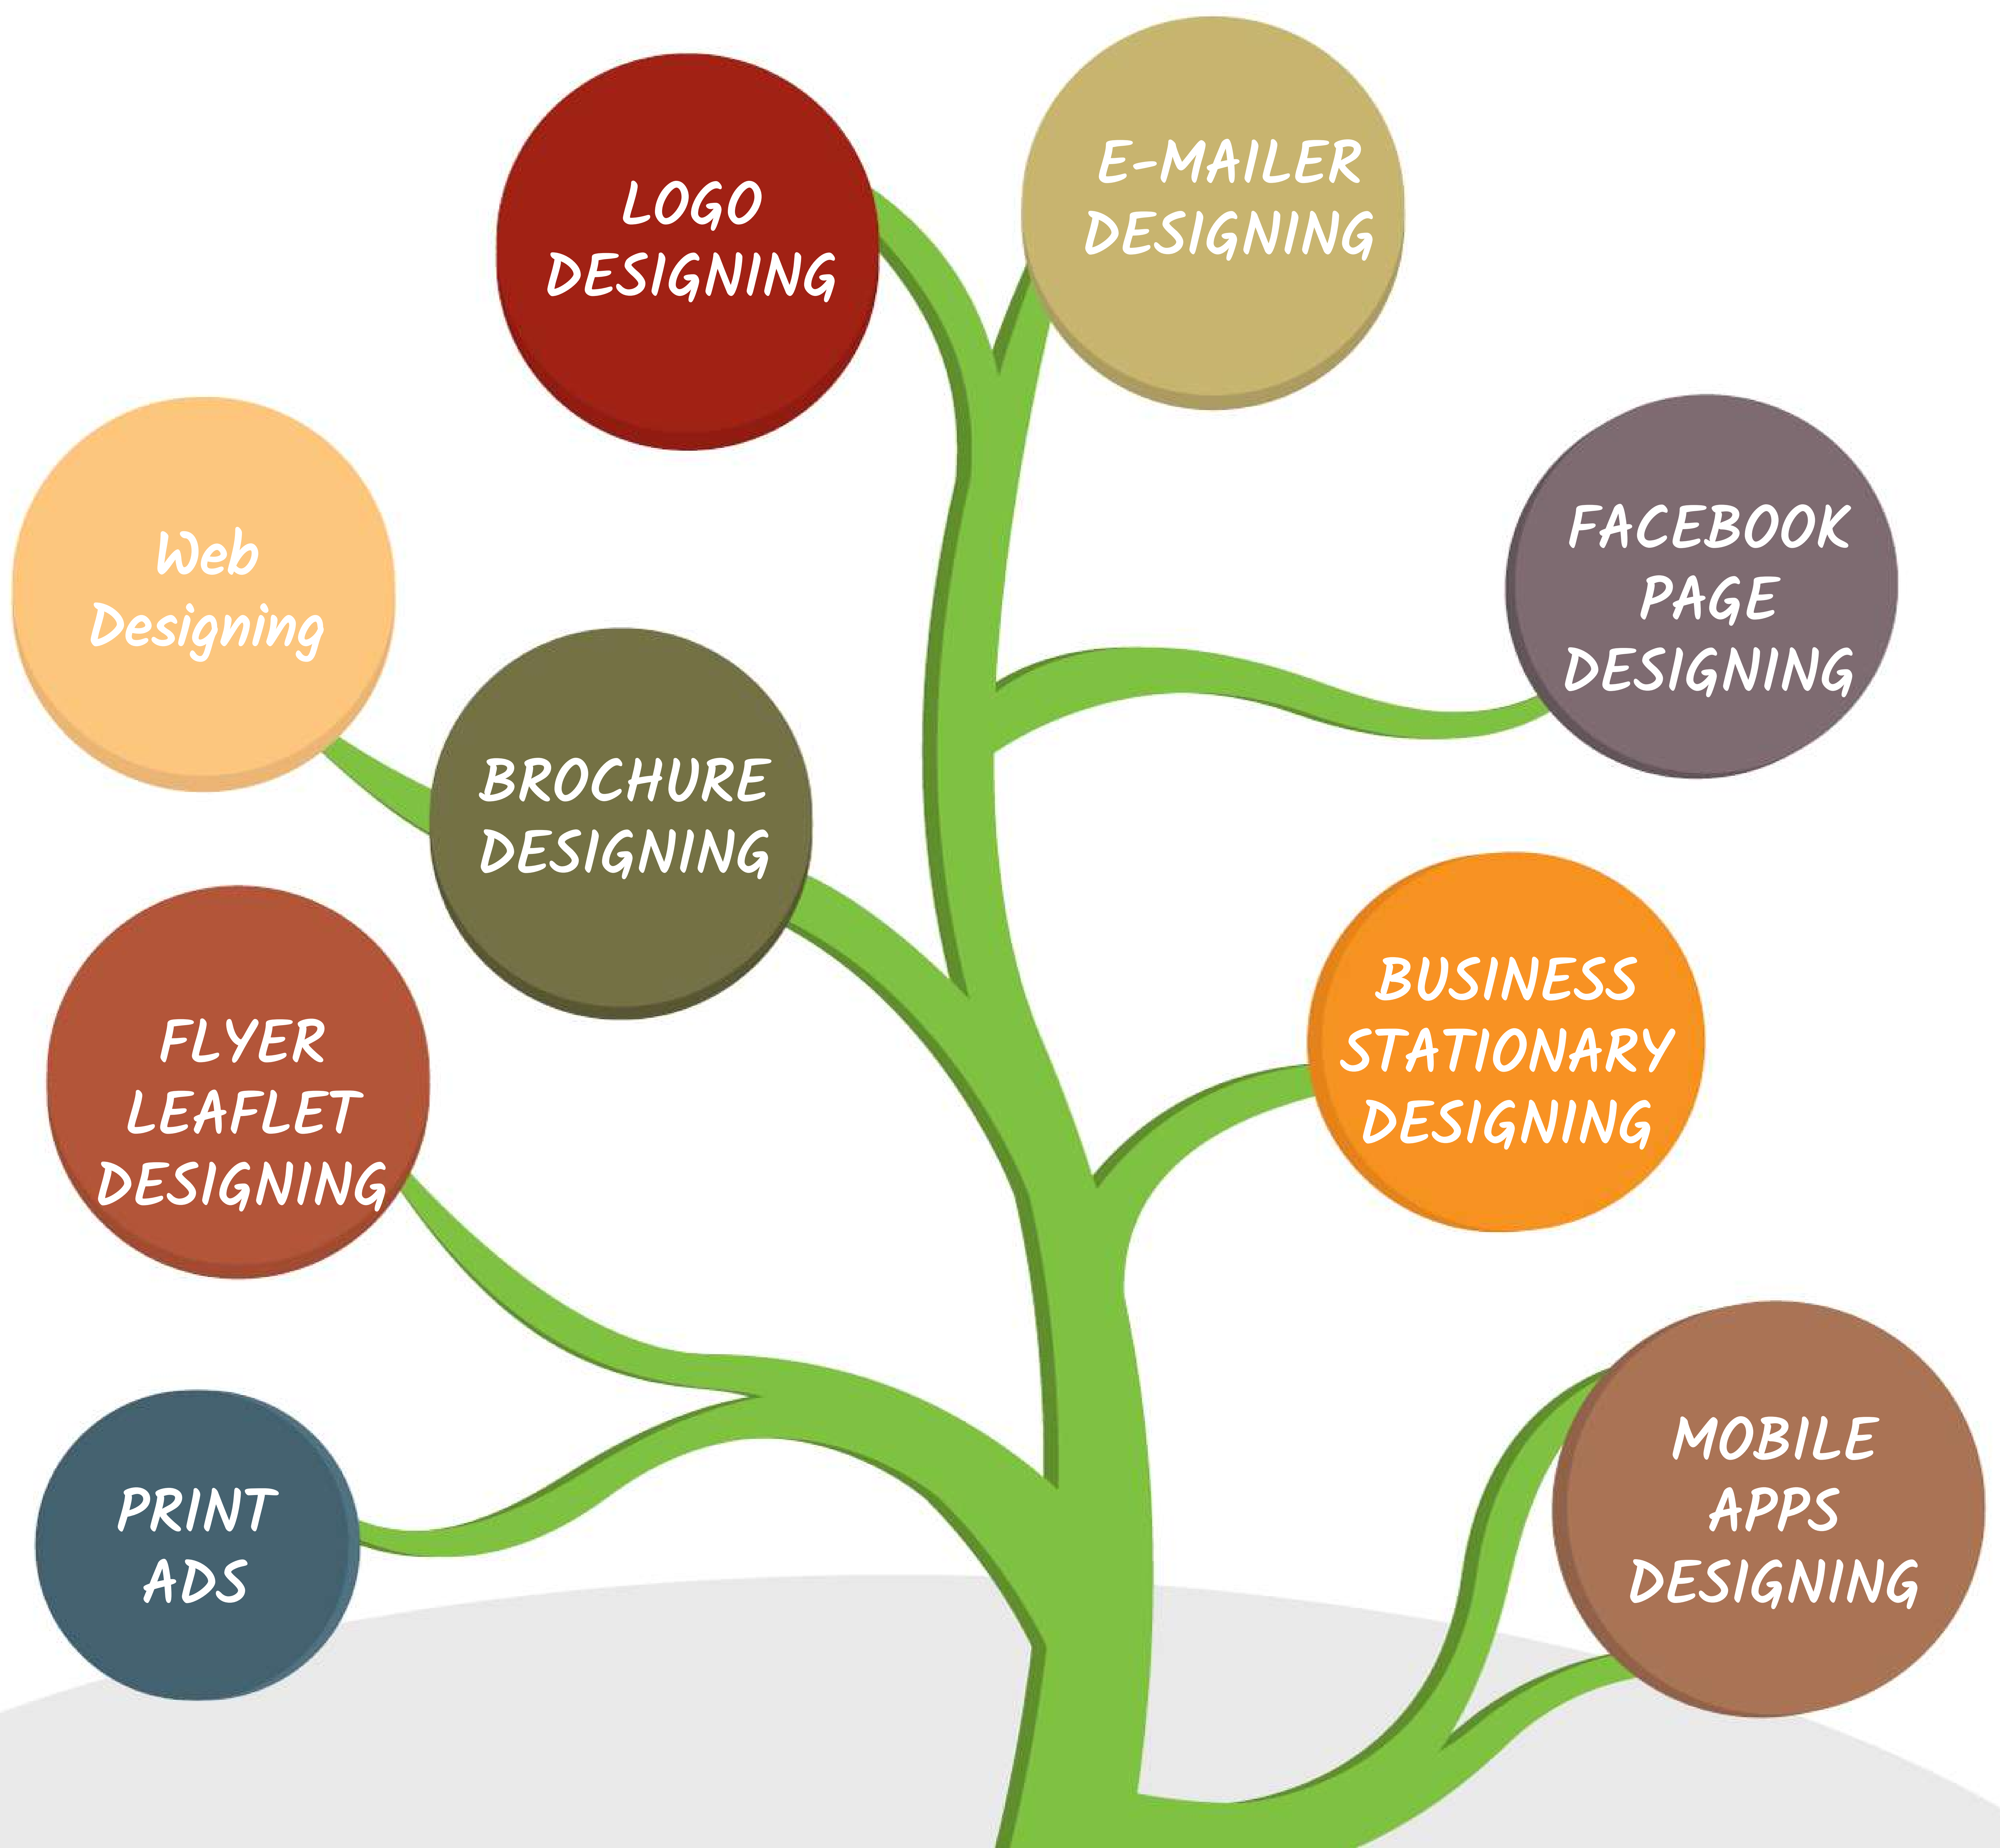 LOGO
DESIGNING
E-MAILER
DESIGNING
Web
Designing
FACEBOOK
PAGE
DESIGNING
BROCHURE
DESIGNING
FLYER
LEAFLET
DESIGNING
BUSINESS
STATIONARY
DESIGNING
PRINT
ADS
MOBILE
APPS
DESIGNING